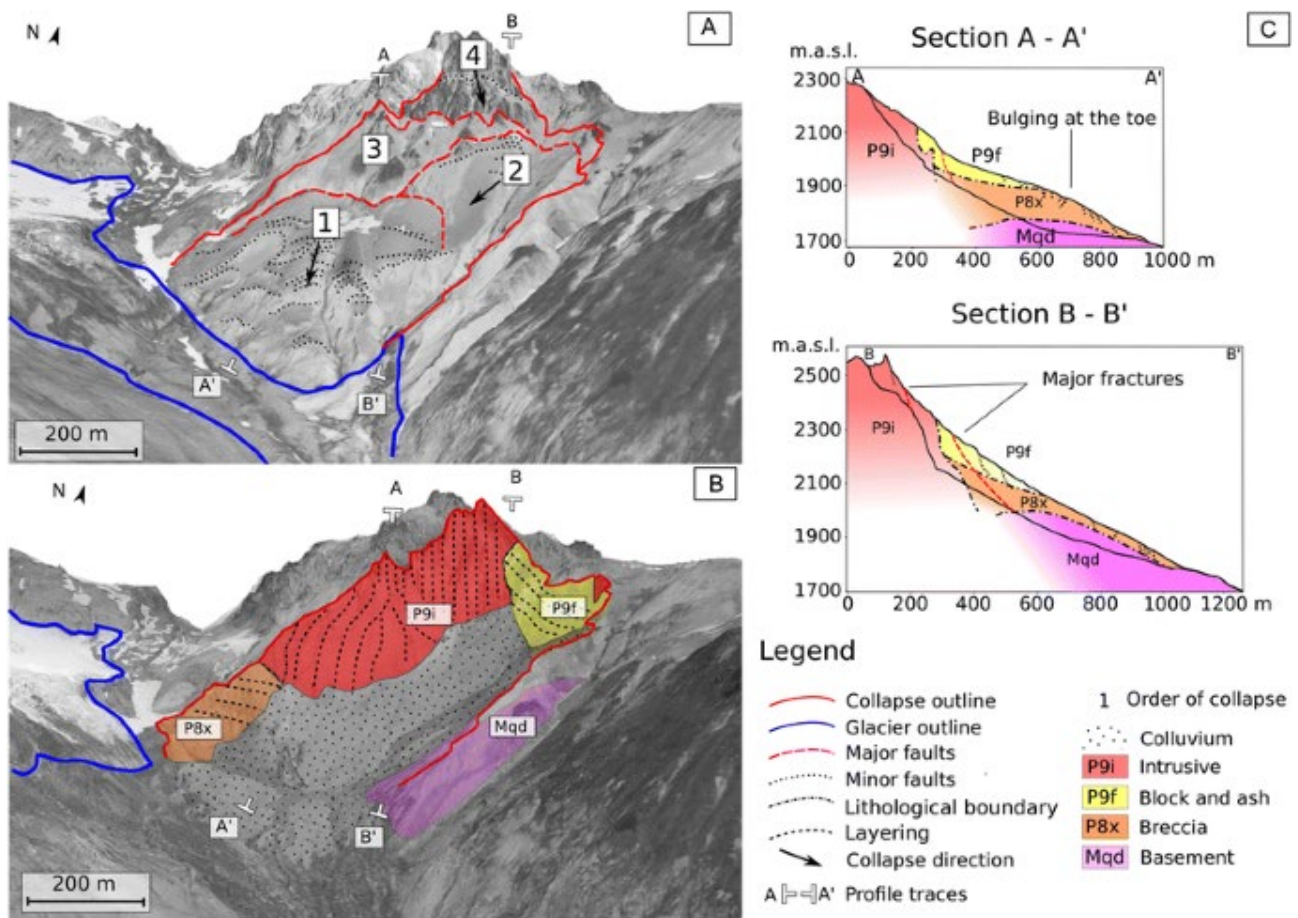 N
A
B
A
1
2
3
4
A'
B'
200 m
N
A
B
B
P9i
P9f
P8x
Mqd
A'
B'
200 m
C
Section A - A'
m.a.s.l.
2300
2100
1900
1700
A
A'
Bulging at the toe
P9i
P9f
P8x
Mqd
0 200 400 600 800 1000 m
Section B - B'
m.a.s.l.
2500
2300
2100
1900
1700
B
B'
Major fractures
P9i
P9f
P8x
Mqd
0 200 400 600 800 1000 1200 m
Legend
Collapse outline
Glacier outline
Major faults
Minor faults
Lithological boundary
Layering
Collapse direction
A A' Profile traces
1 Order of collapse
Colluvium
P9i Intrusive
P9f Block and ash
P8x Breccia
Mqd Basement